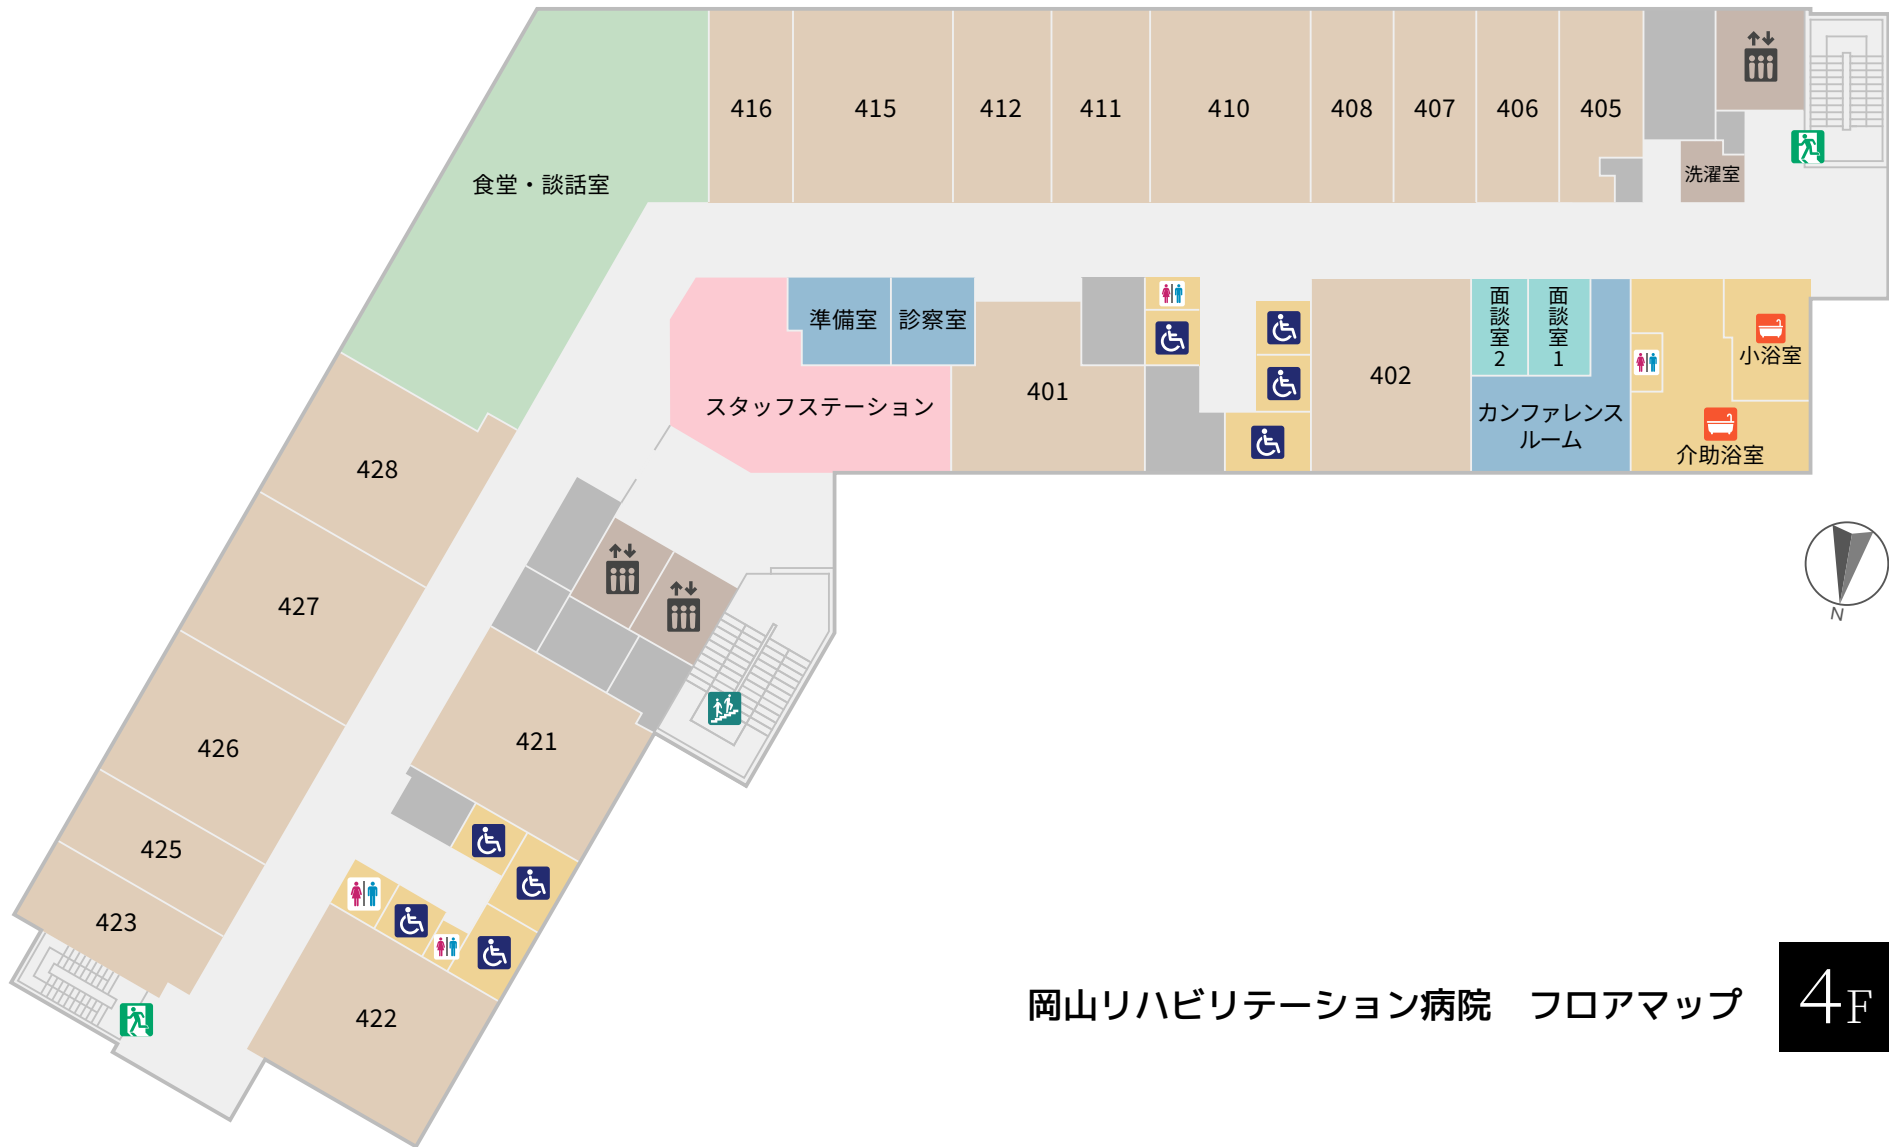 416
415
412
411
410
408
407
406
405
洗濯室
食堂・談話室
準備室
診察室
スタッフステーション
401
402
面談室2
面談室1
カンファレンス
ルーム
小浴室
介助浴室
428
427
426
425
423
421
422
N
岡山リハビリテーション病院 フロアマップ
4F